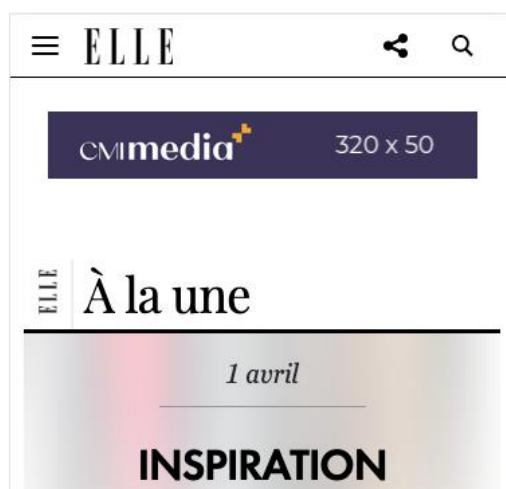 ELLE
CMImedia 320 x 50
ELLE À la une
1 avril
INSPIRATION